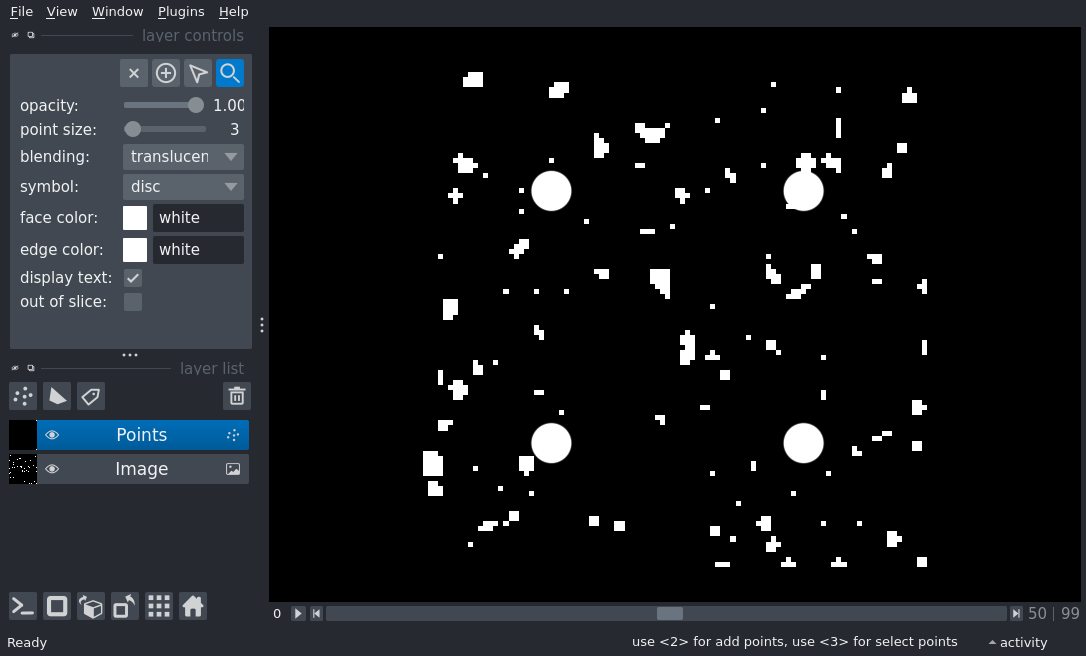 File View Window Plugins Help
layer controls
opacity: 1.00
point size: 3
blending: translucen
symbol: disc
face color: white
edge color: white
display text:
out of slice:
layer list
Points
Image
0 50 | 99
Ready use <2> for add points, use <3> for select points activity